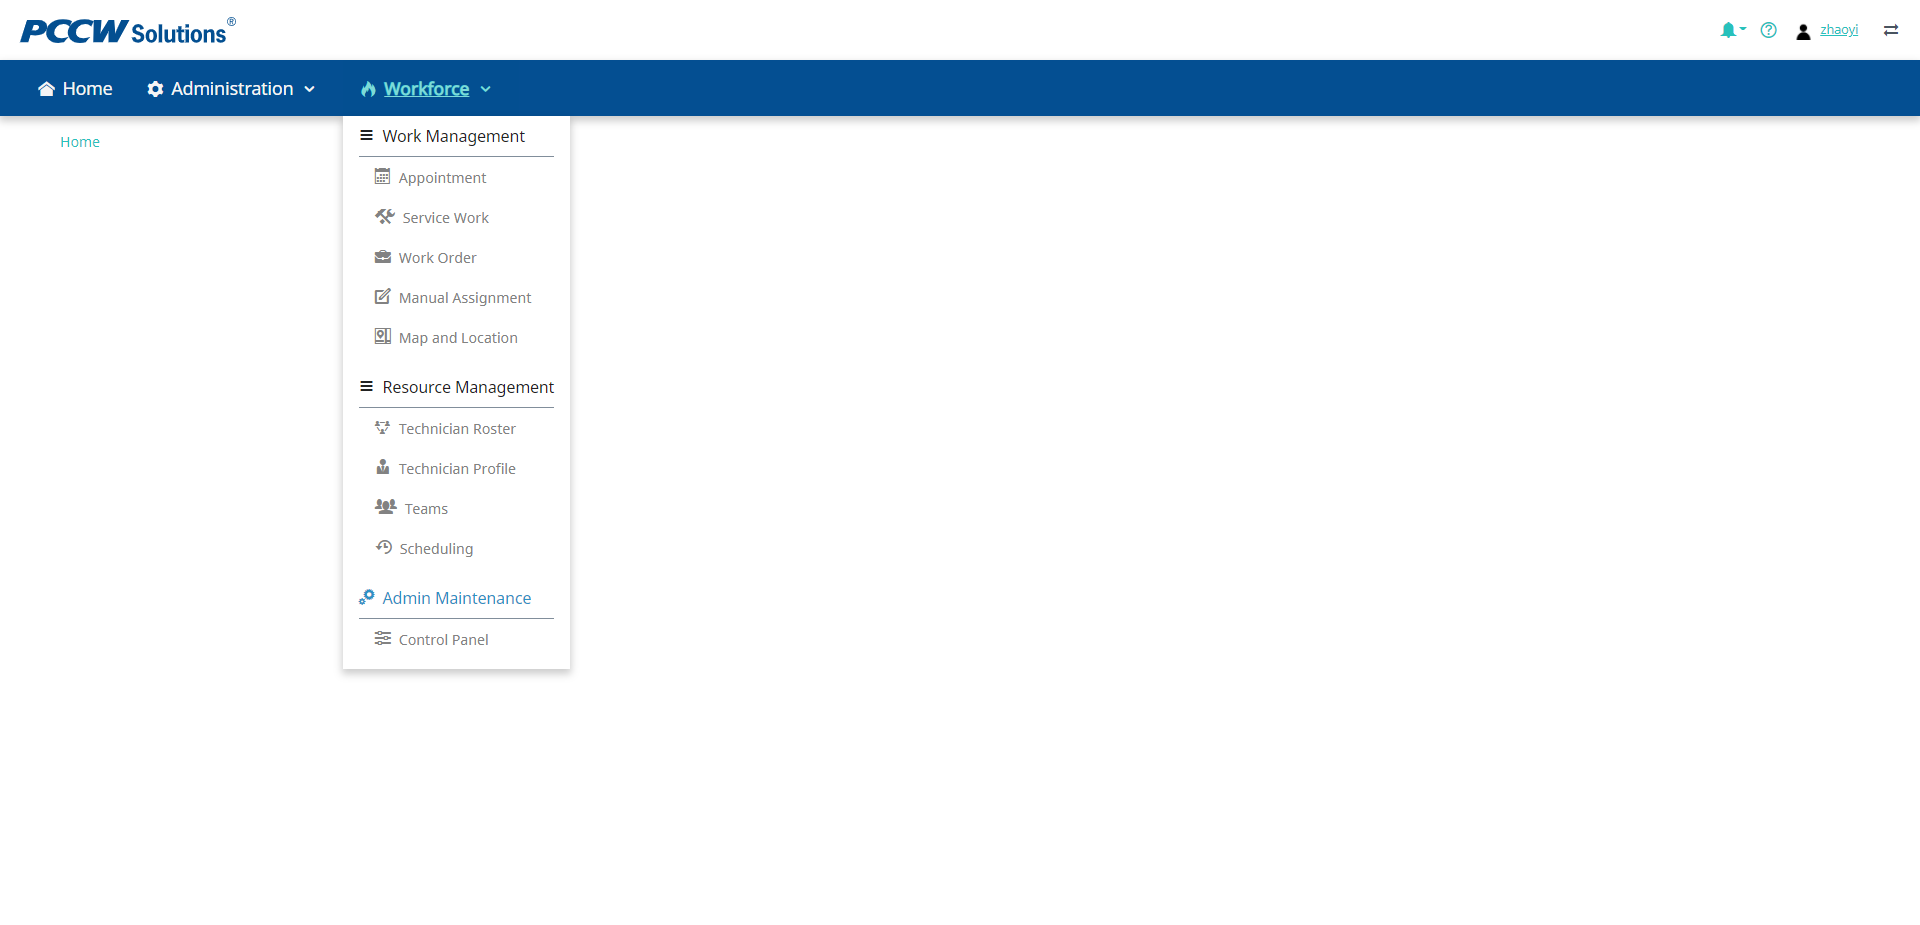 PCCW Solutions®
zhaoyi
Home
Administration
Workforce
Home
Work Management
Appointment
Service Work
Work Order
Manual Assignment
Map and Location
Resource Management
Technician Roster
Technician Profile
Teams
Scheduling
Admin Maintenance
Control Panel